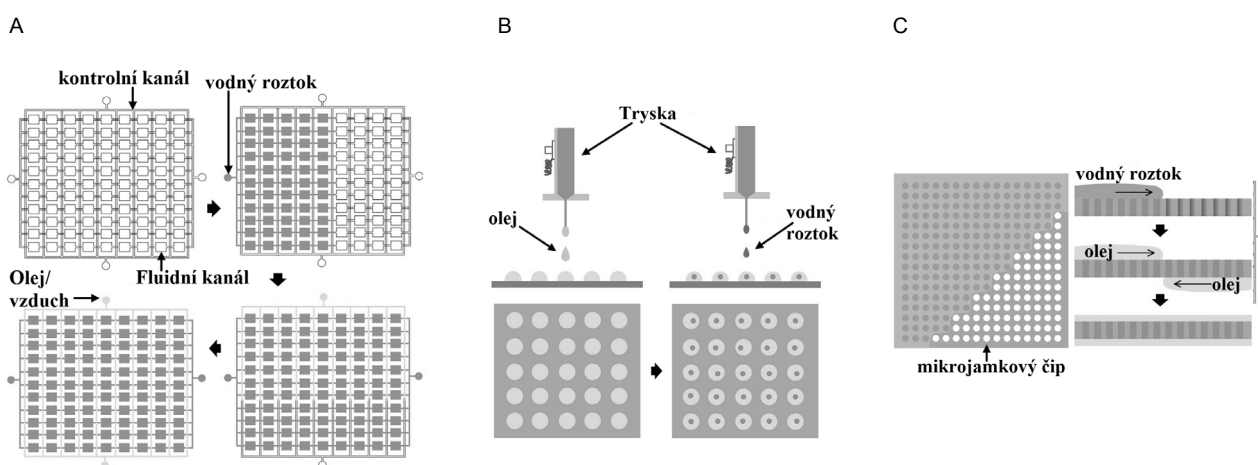 A
kontrolní kanál
vodný roztok
Olej/
vzduch
Fluidní kanál
B
Tryska
olej
vodný
roztok
C
vodný roztok
olej
olej
mikrojamkový čip